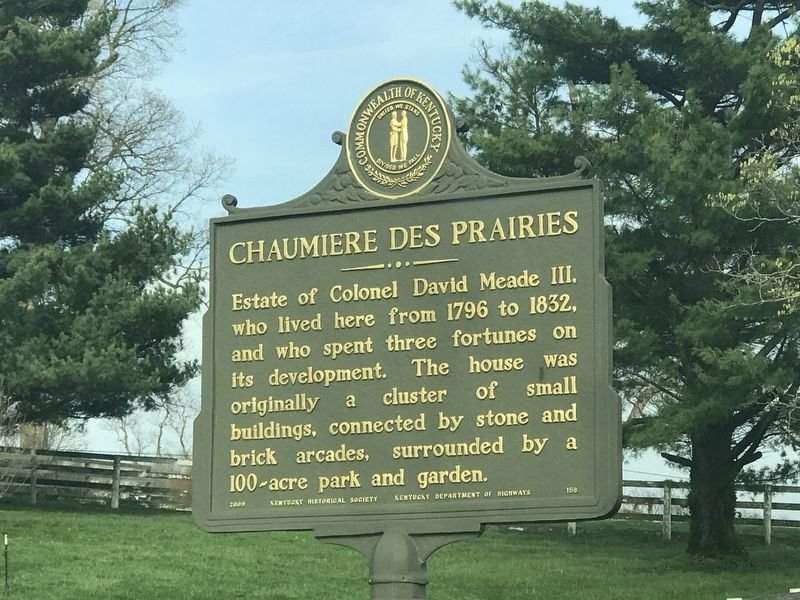 COMMONWEALTH OF KENTUCKY
UNITED WE STAND
DIVIDED WE FALL
CHAUMIERE DES PRAIRIES
Estate of Colonel David Meade III,
who lived here from 1796 to 1832,
and who spent three fortunes on
its development. The house was
originally a cluster of small
buildings, connected by stone and
brick arcades, surrounded by a
100-acre park and garden.
2009 KENTUCKY HISTORICAL SOCIETY KENTUCKY DEPARTMENT OF HIGHWAYS 158